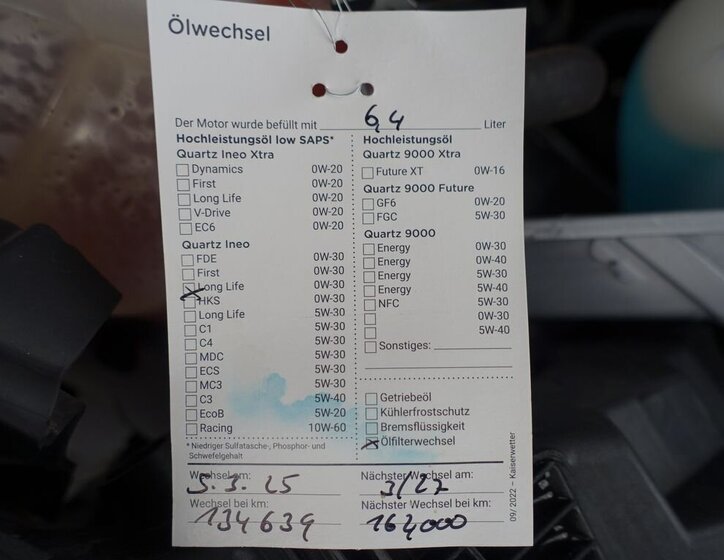 Ölwechsel
Der Motor wurde befüllt mit 6,4 Liter
Hochleistungsöl low SAPS*
Quartz Ineo Xtra
Dynamics 0W-20
First 0W-20
Long Life 0W-20
V-Drive 0W-20
EC6 0W-20
Quartz Ineo
FDE 0W-30
First 0W-30
Long Life 0W-30
HKS 0W-30
Long Life 5W-30
C1 5W-30
C4 5W-30
MDC 5W-30
ECS 5W-30
MC3 5W-30
C3 5W-40
EcoB 5W-20
Racing 10W-60
*Niedriger Sulfatasche-, Phosphor- und
Schwefelgehalt
Hochleistungsöl
Quartz 9000 Xtra
Future XT 0W-16
Quartz 9000 Future
GF6 0W-20
FGC 5W-30
Quartz 9000
Energy 0W-30
Energy 0W-40
Energy 5W-30
Energy 5W-40
NFC 5W-30
0W-30
5W-40
Sonstiges:
Getriebeöl
Kühlerfrostschutz
Bremsflüssigkeit
Ölfilterwechsel
Wechsel am: 5.3.25
Nächster Wechsel am: 3/27
Wechsel bei km: 134639
Nächster Wechsel bei km: 164000
09/2022 – Kaiserwetter